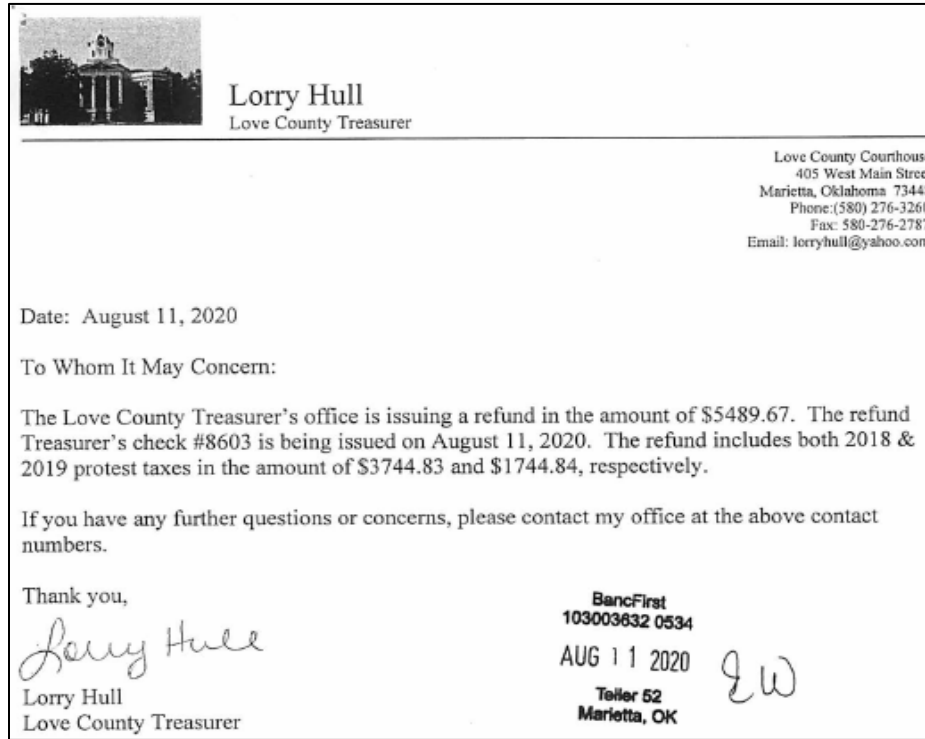 Lorry Hull
Love County Treasurer
Love County Courthous
405 West Main Stree
Marietta, Oklahoma 7344
Phone:(580) 276-326
Fax: 580-276-278
Email: lorryhull@yahoo.com
Date: August 11, 2020
To Whom It May Concern:
The Love County Treasurer's office is issuing a refund in the amount of $5489.67. The refund
Treasurer's check #8603 is being issued on August 11, 2020. The refund includes both 2018 &
2019 protest taxes in the amount of $3744.83 and $1744.84, respectively.
If you have any further questions or concerns, please contact my office at the above contact
numbers.
Thank you,
Lorry Hull
Lorry Hull
Love County Treasurer
BancFirst
103003632 0534
AUG 11 2020
Teller 52
Marietta, OK
EW